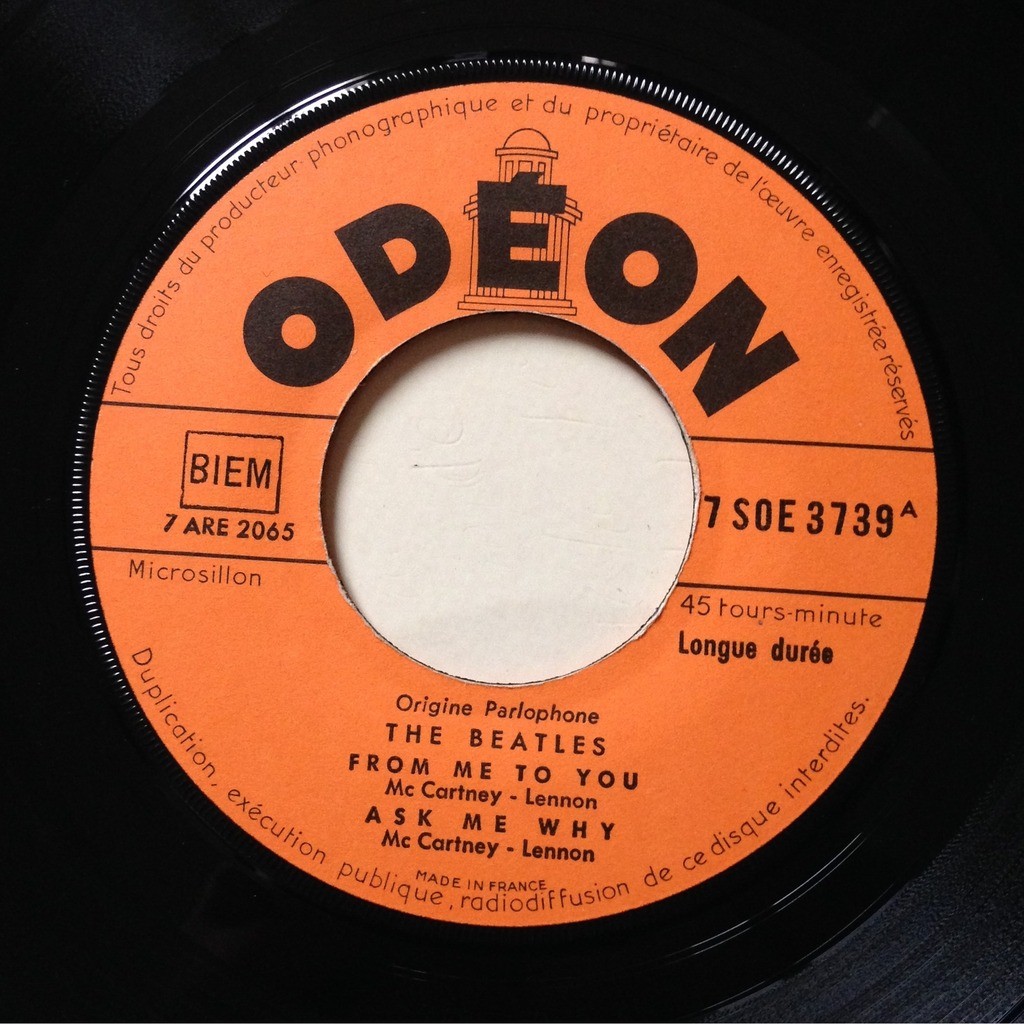 Tous droits du producteur phonographique et du propriétaire de l'œuvre enregistrée réservés
ODÉON
BIEM
7 ARE 2065
7 SOE 3739 A
Microsillon
45 tours-minute
Longue durée
Origine Parlophone
THE BEATLES
FROM ME TO YOU
Mc Cartney - Lennon
ASK ME WHY
Mc Cartney - Lennon
MADE IN FRANCE
Duplication, exécution publique, radiodiffusion de ce disque interdites.